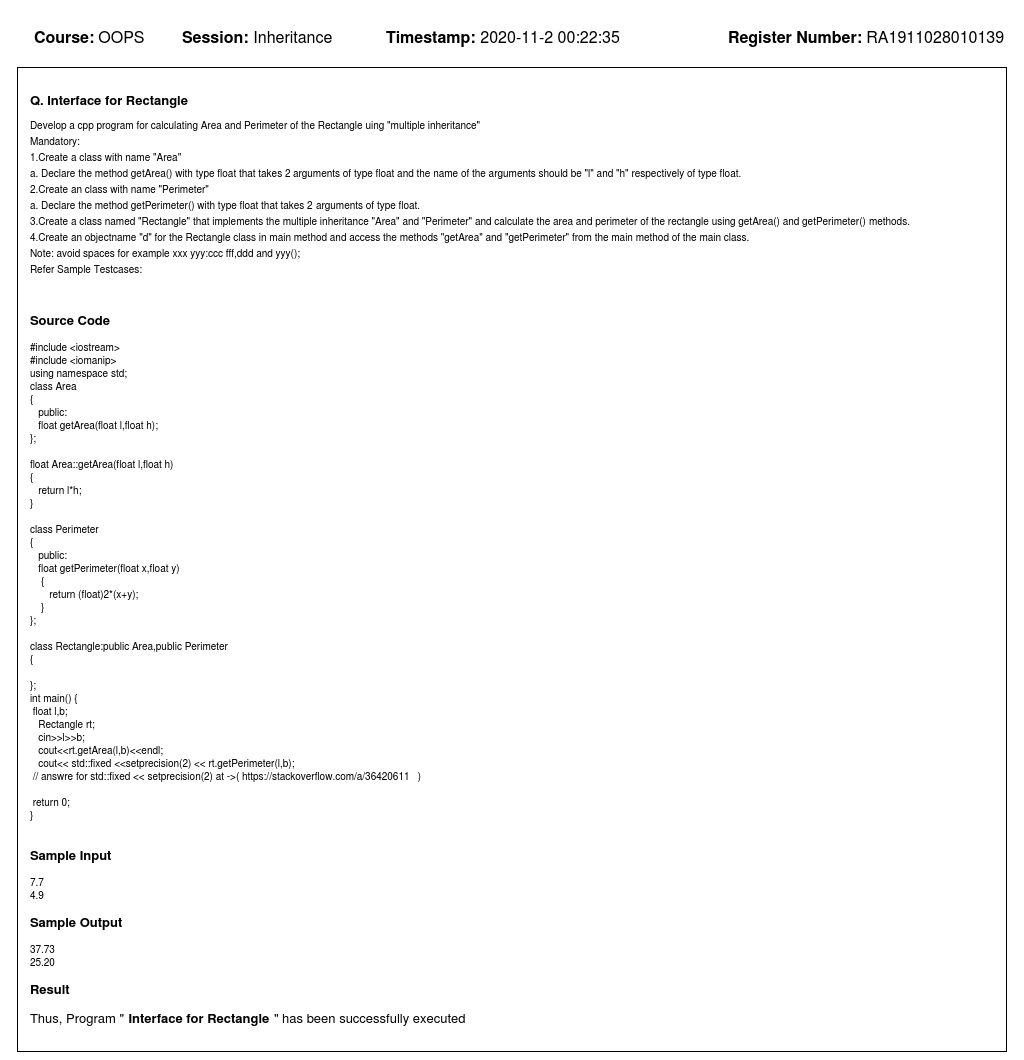 Course: OOPS Session: Inheritance Timestamp: 2020-11-2 00:22:35 Register Number: RA1911028010139
Q. Interface for Rectangle
Develop a cpp program for calculating Area and Perimeter of the Rectangle uing "multiple inheritance"
Mandatory:
1.Create a class with name "Area"
a. Declare the method getArea() with type float that takes 2 arguments of type float and the name of the arguments should be "l" and "h" respectively of type float.
2.Create an class with name "Perimeter"
a. Declare the method getPerimeter() with type float that takes 2 arguments of type float.
3.Create a class named "Rectangle" that implements the multiple inheritance "Area" and "Perimeter" and calculate the area and perimeter of the rectangle using getArea() and getPerimeter() methods.
4.Create an objectname "d" for the Rectangle class in main method and access the methods "getArea" and "getPerimeter" from the main method of the main class.
Note: avoid spaces for example xxx yyy:ccc fff,ddd and yyy();
Refer Sample Testcases:
Source Code
#include <iostream>
#include <iomanip>
using namespace std;
class Area
{
public:
float getArea(float l,float h);
};
float Area::getArea(float l,float h)
{
return l*h;
}
class Perimeter
{
public:
float getPerimeter(float x,float y)
{
return (float)2*(x+y);
}
};
class Rectangle:public Area,public Perimeter
{
};
int main() {
float l,b;
Rectangle rt;
cin>>l>>b;
cout<<rt.getArea(l,b)<<endl;
cout<< std::fixed <<setprecision(2) << rt.getPerimeter(l,b);
// answre for std::fixed << setprecision(2) at ->( https://stackoverflow.com/a/36420611 )
return 0;
}
Sample Input
7.7
4.9
Sample Output
37.73
25.20
Result
Thus, Program " Interface for Rectangle " has been successfully executed